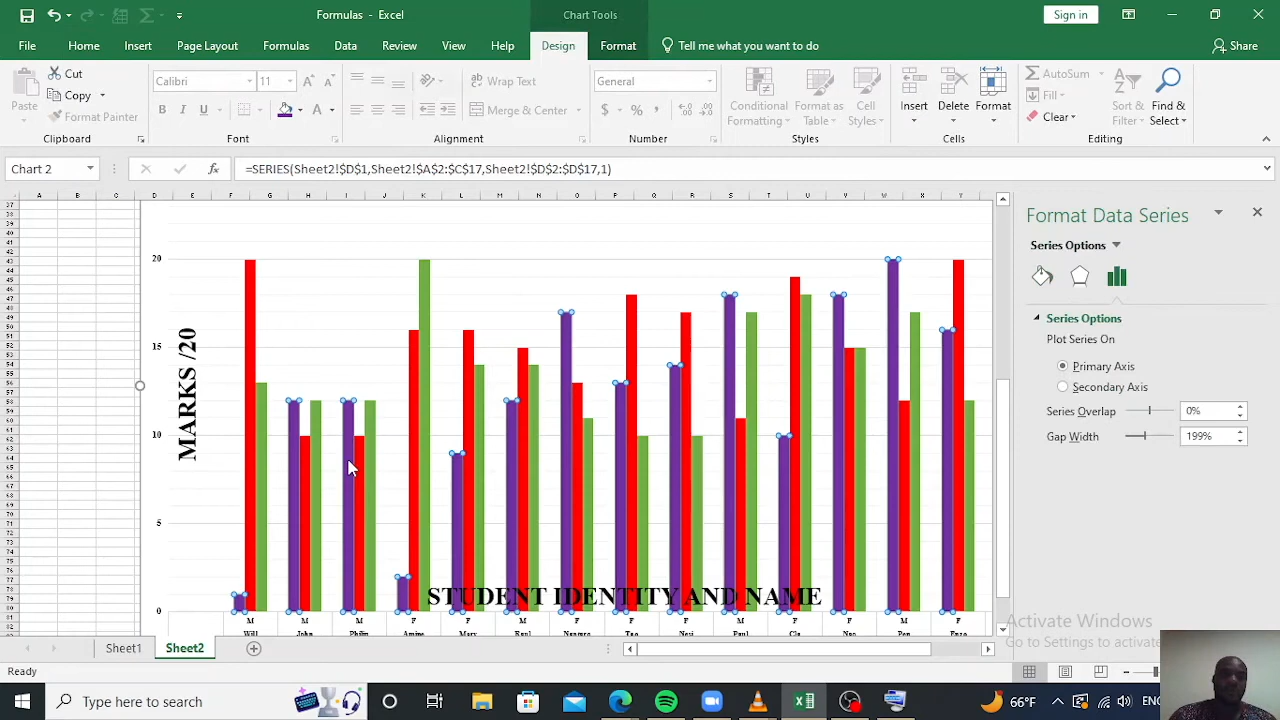 Formulas - Excel
Chart Tools
Sign in
File
Home
Insert
Page Layout
Formulas
Data
Review
View
Help
Design
Format
Tell me what you want to do
Share
Paste
Cut
Copy
Format Painter
Clipboard
Calibri
11
B I U
Font
Wrap Text
Merge & Center
Alignment
General
$ % ,
Number
Conditional Formatting
Format as Table
Cell Styles
Styles
Insert
Delete
Format
Cells
AutoSum
Fill
Clear
Sort & Filter
Find & Select
Editing
Chart 2
fx
=SERIES(Sheet2!$D$1,Sheet2!$A$2:$C$17,Sheet2!$D$2:$D$17,1)
MARKS /20
20
15
10
5
0
STUDENT IDENTITY AND NAME
M F M F F M F F F M F F M F
Will John
Format Data Series
Series Options
Series Options
Plot Series On
Primary Axis
Secondary Axis
Series Overlap 0%
Gap Width 199%
Activate Windows
Go to Settings to activate
Sheet1
Sheet2
Ready
Type here to search
66°F